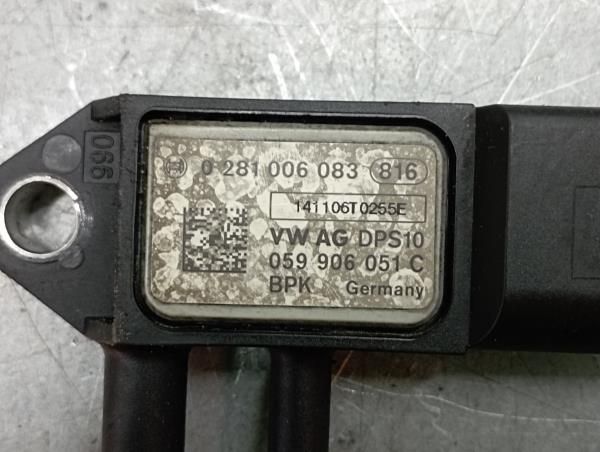 066
0 281 006 083 816
141106T0255E
VW AG DPS10
059 906 051 C
BPK Germany